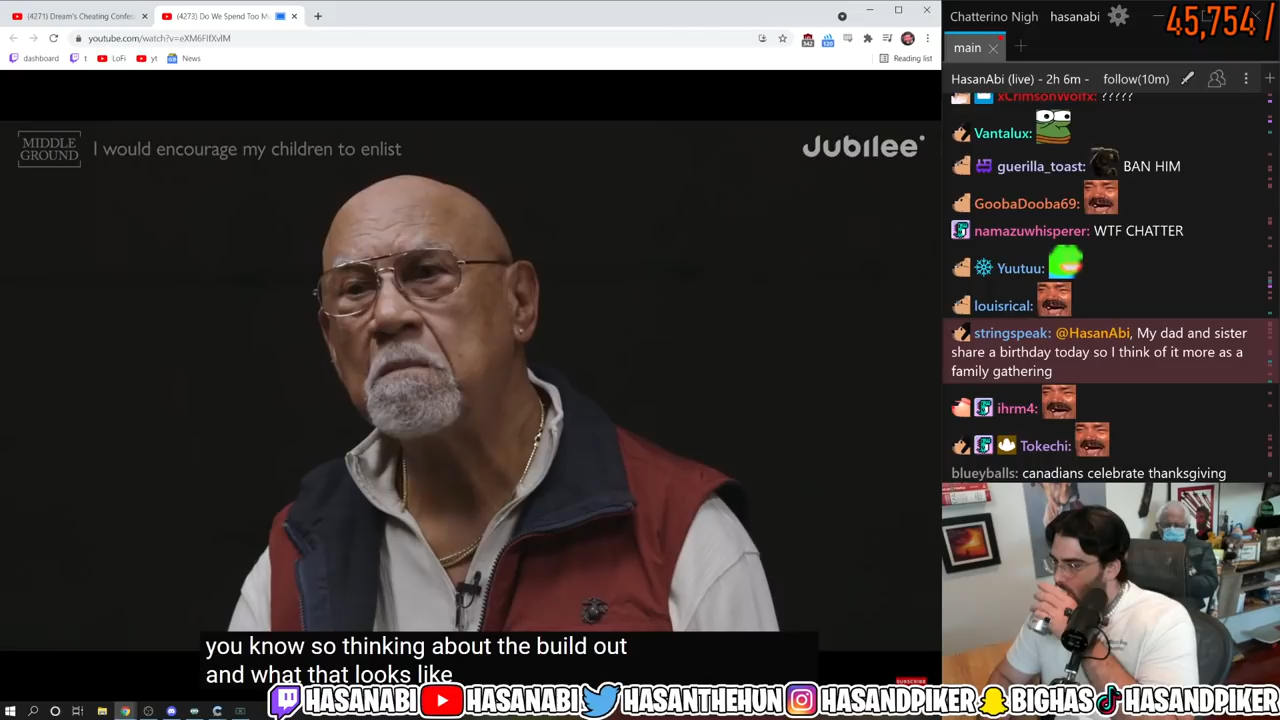 (4271) Dream's Cheating Confes
(4273) Do We Spend Too M
youtube.com/watch?v=eXM6FIfXvIM
dashboard
t
LoFi
yt
News
Reading list
MIDDLE
GROUND
I would encourage my children to enlist
Jubilee
you know so thinking about the build out
and what that looks like
SUBSCRIBE
Chatterino Nigh
hasanabi
45,754 /
main
HasanAbi (live) - 2h 6m -
follow(10m)
xCrimsonWolfx: ?????
Vantalux:
guerilla_toast: BAN HIM
GoobaDooba69:
namazuwhisperer: WTF CHATTER
Yuutuu:
louisrical:
stringspeak: @HasanAbi, My dad and sister
share a birthday today so I think of it more as a
family gathering
ihrm4:
Tokechi:
blueyballs: canadians celebrate thanksgiving
HASANABI
HASANABI
HASANTHEHUN
HASANDPIKER
BIGHAS
HASANDPIKER